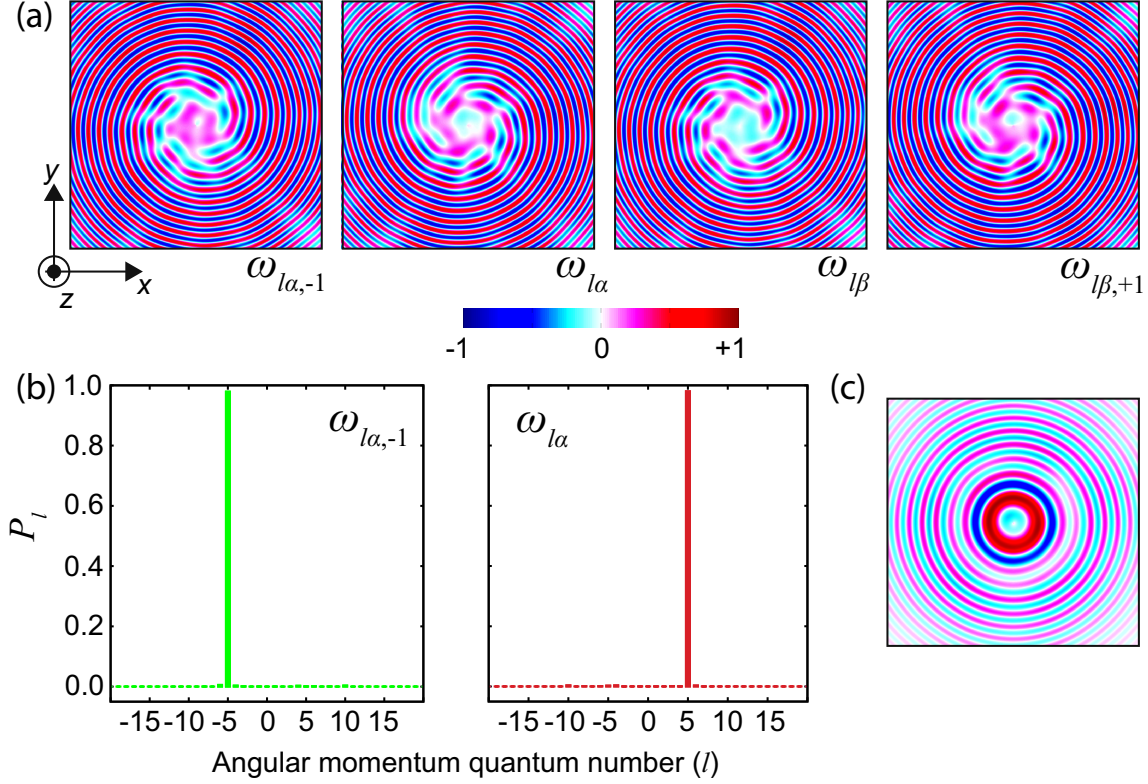 (a)
y
z x
ω_{lα,-1} ω_{lα} ω_{lβ} ω_{lβ,+1}
-1 0 +1
(b) (c)
1.0
0.8
0.6
0.4
0.2
0.0
P_l
ω_{lα,-1} ω_{lα}
-15 -10 -5 0 5 10 15 -15 -10 -5 0 5 10 15
Angular momentum quantum number (l)